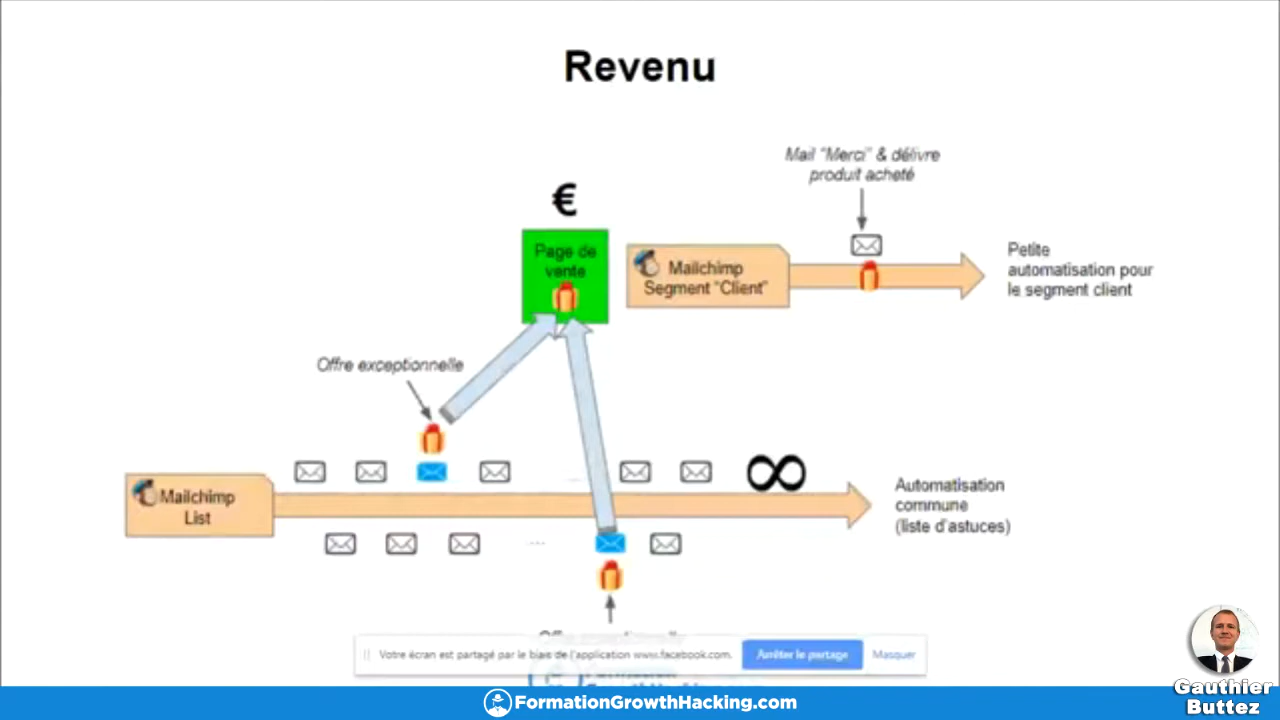 Revenu
Mail "Merci" & délivre
produit acheté
€
Page de
vente
Mailchimp
Segment "Client"
Petite
automatisation pour
le segment client
Offre exceptionnelle
Mailchimp
List
∞
Automatisation
commune
(liste d'astuces)
...
Votre écran est partagé par le biais de l'application www.facebook.com.
Arrêter le partage
Masquer
FormationGrowthHacking.com
Gauthier
Buttez